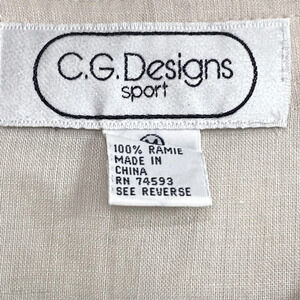 C.G. Designs
sport
100% RAMIE
MADE IN
CHINA
RN 74593
SEE REVERSE